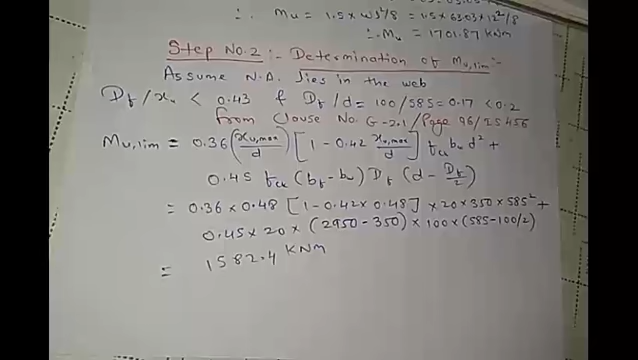 ∴ Mu = 1.5 × wl²/8 = 1.5 × 63.03 × 12²/8
∴ Mu = 1701.87 KNm
Step No.2 :- Determination of Mu,lim :-
Assume N.A. lies in the web
Df/xu < 0.43 & Df/d = 100/585 = 0.17 < 0.2
from Clouse No. G-2.1/Page 96/IS 456
Mu,lim = 0.36 (xu,max/d) [1 - 0.42 xu,max/d] fck bw d² +
0.45 fck (bf - bw) Df (d - Df/2)
= 0.36 × 0.48 [1 - 0.42 × 0.48] × 20 × 350 × 585² +
0.45 × 20 × (2950 - 350) × 100 × (585 - 100/2)
= 1582.4 KNm